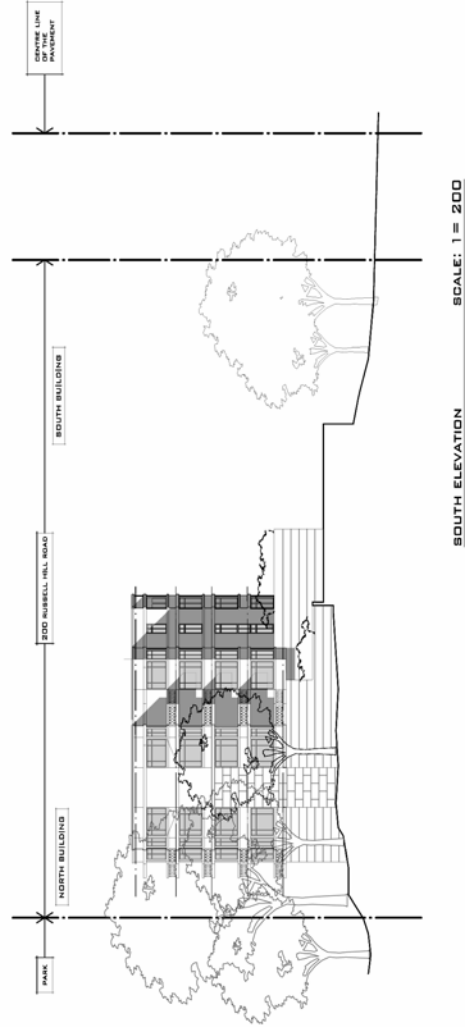 PARK
NORTH BUILDING
200 RUSSELL HILL ROAD
SOUTH BUILDING
CENTRE LINE
OF THE
PAVEMENT
SOUTH ELEVATION
SCALE: 1= 200